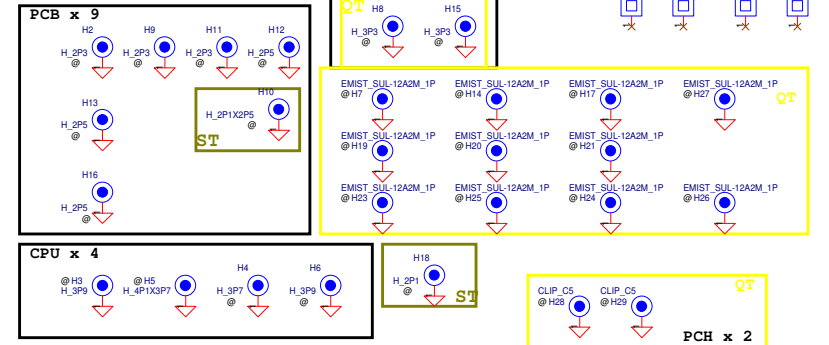 PCB x 9
H2
H_2P3
@
H9
H_2P3
@
H11
H_2P3
@
H12
H_2P5
@
H13
H_2P5
@
H10
H_2P1X2P5
@
ST
H16
H_2P5
@
QT
H8
H_3P3
@
H15
H_3P3
@
EMIST_SUL-12A2M_1P
@ H7
EMIST_SUL-12A2M_1P
@ H14
EMIST_SUL-12A2M_1P
@ H17
EMIST_SUL-12A2M_1P
@ H27
QT
EMIST_SUL-12A2M_1P
@ H19
EMIST_SUL-12A2M_1P
@ H20
EMIST_SUL-12A2M_1P
@ H21
EMIST_SUL-12A2M_1P
@ H23
EMIST_SUL-12A2M_1P
@ H25
EMIST_SUL-12A2M_1P
@ H24
EMIST_SUL-12A2M_1P
@ H26
CPU x 4
@ H3
H_3P9
@ H5
H_4P1X3P7
H4
H_3P7
@
H6
H_3P9
@
H18
H_2P1
@
ST
QT
CLIP_C5
@ H28
CLIP_C5
@ H29
PCH x 2